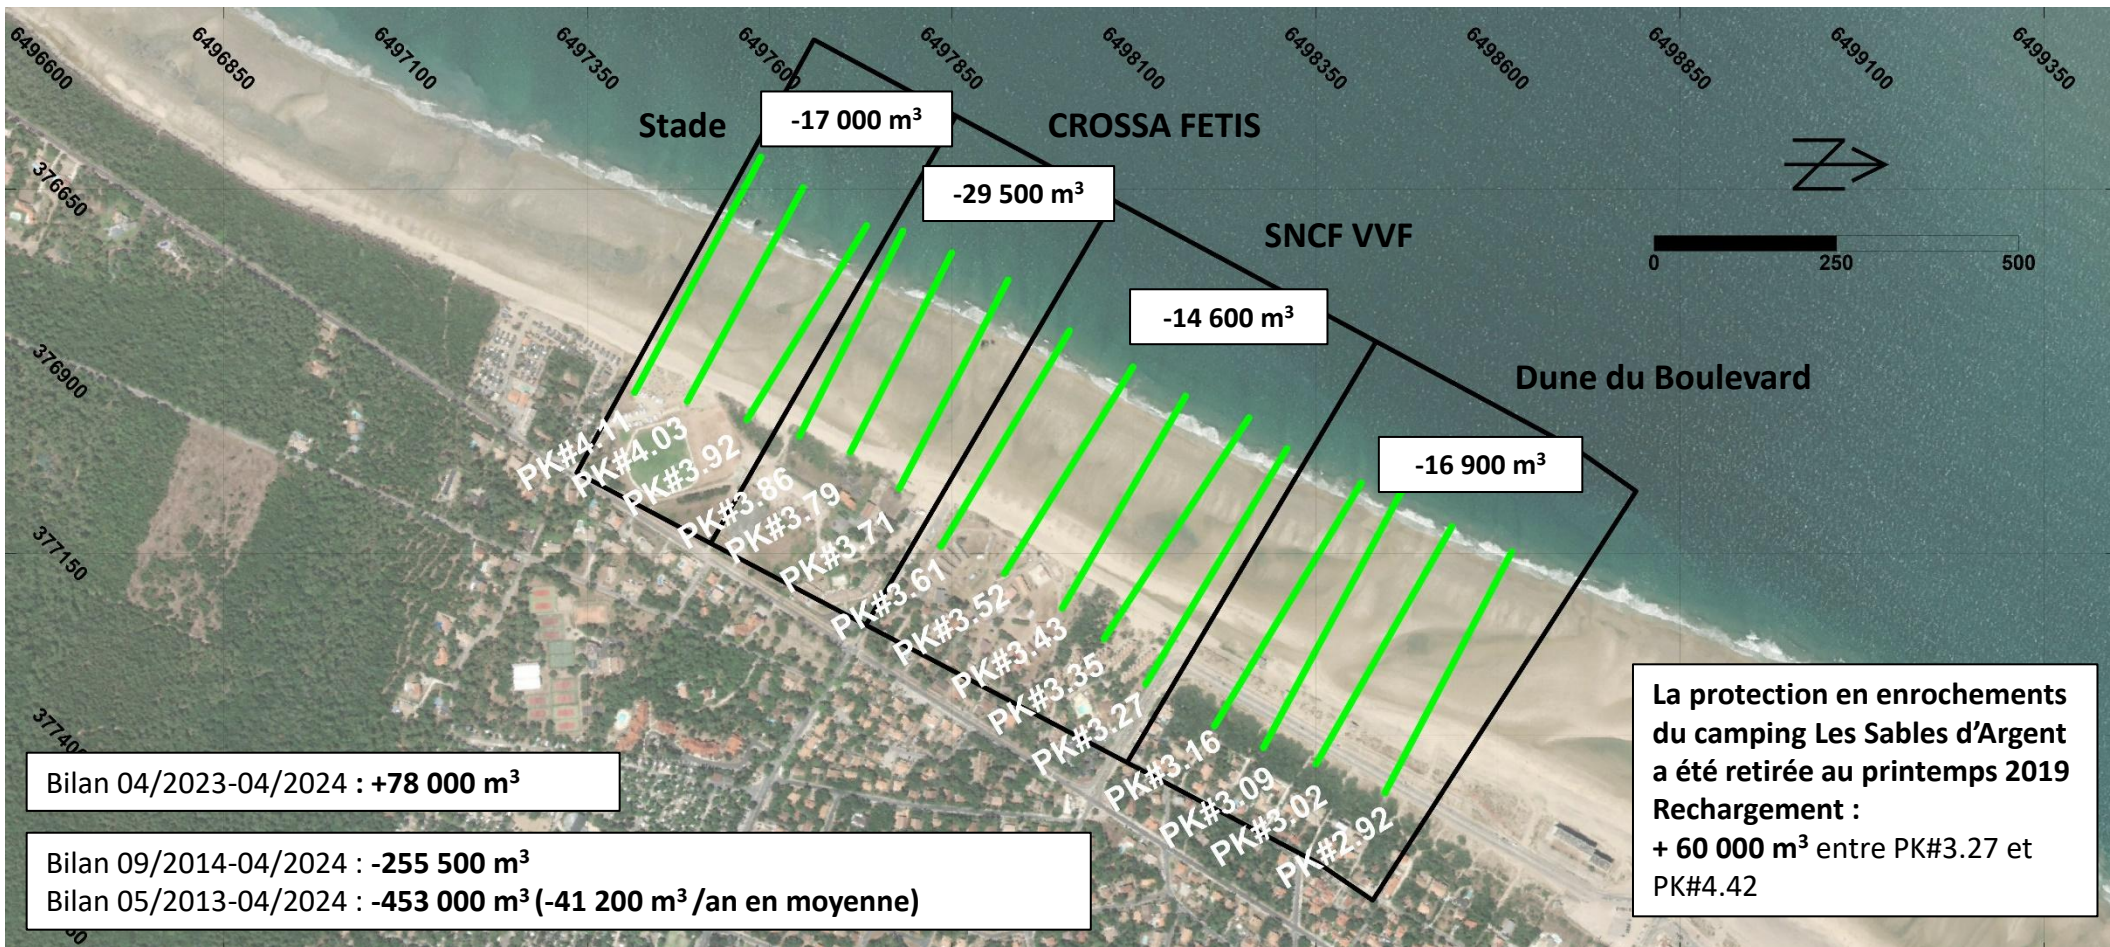 6496600
6496850
6497100
6497350
6497600
6497850
6498100
6498350
6498600
6498850
6499100
6499350
376650
376900
377150
Stade
-17 000 m³
CROSSA FETIS
-29 500 m³
SNCF VVF
-14 600 m³
Dune du Boulevard
-16 900 m³
N
0 250 500
PK#4.11
PK#4.03
PK#3.92
PK#3.86
PK#3.79
PK#3.71
PK#3.61
PK#3.52
PK#3.43
PK#3.35
PK#3.27
PK#3.16
PK#3.09
PK#3.02
PK#2.92
Bilan 04/2023-04/2024 : +78 000 m³
Bilan 09/2014-04/2024 : -255 500 m³
Bilan 05/2013-04/2024 : -453 000 m³ (-41 200 m³ /an en moyenne)
La protection en enrochements
du camping Les Sables d’Argent
a été retirée au printemps 2019
Rechargement :
+ 60 000 m³ entre PK#3.27 et
PK#4.42